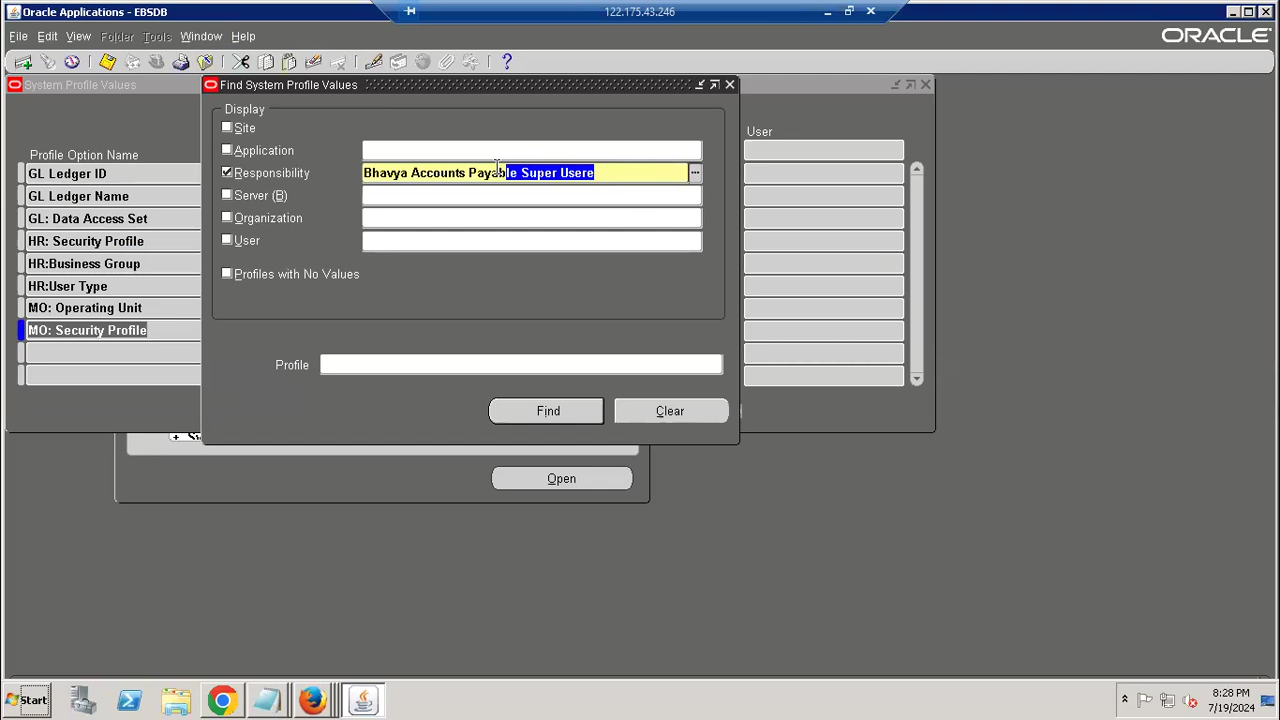 Oracle Applications - EBSDB
122.175.43.246
File Edit View Folder Tools Window Help
ORACLE
System Profile Values
Find System Profile Values
Display
Site
User
Profile Option Name
Application
GL Ledger ID
Responsibility
Bhavya Accounts Payable Super Usere
GL Ledger Name
Server (B)
GL: Data Access Set
Organization
HR: Security Profile
User
HR:Business Group
Profiles with No Values
HR:User Type
MO: Operating Unit
MO: Security Profile
Profile
Find
Clear
Open
Start
8:28 PM
7/19/2024